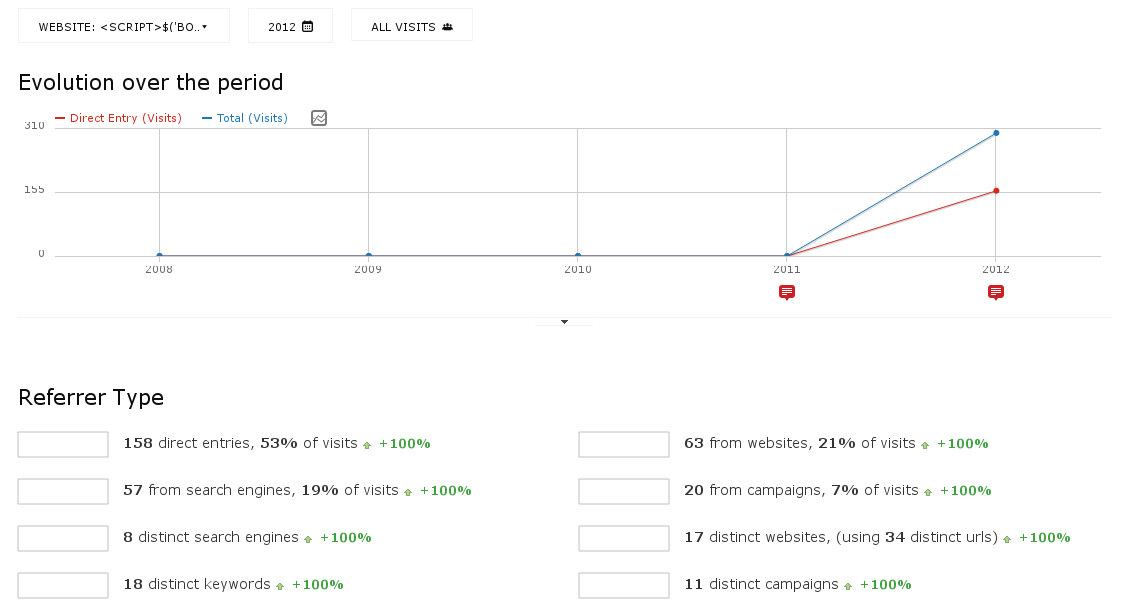 WEBSITE: <SCRIPT>$('BO.. 2012 ALL VISITS
Evolution over the period
Direct Entry (Visits) Total (Visits)
310
155
0
2008 2009 2010 2011 2012
Referrer Type
158 direct entries, 53% of visits +100%
63 from websites, 21% of visits +100%
57 from search engines, 19% of visits +100%
20 from campaigns, 7% of visits +100%
8 distinct search engines +100%
17 distinct websites, (using 34 distinct urls) +100%
18 distinct keywords +100%
11 distinct campaigns +100%